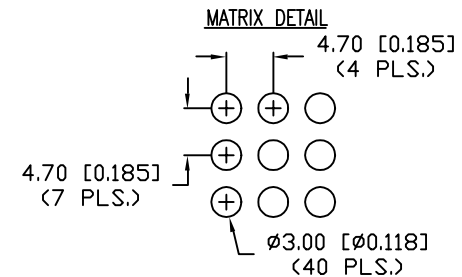 MATRIX DETAIL
4.70 [0.185]
(4 PLS.)
4.70 [0.185]
(7 PLS.)
ø3.00 [ø0.118]
(40 PLS.)